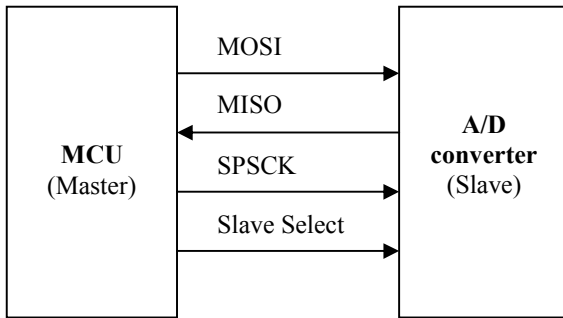 MOSI
MISO
MCU
(Master)
SPSCK
Slave Select
A/D
converter
(Slave)